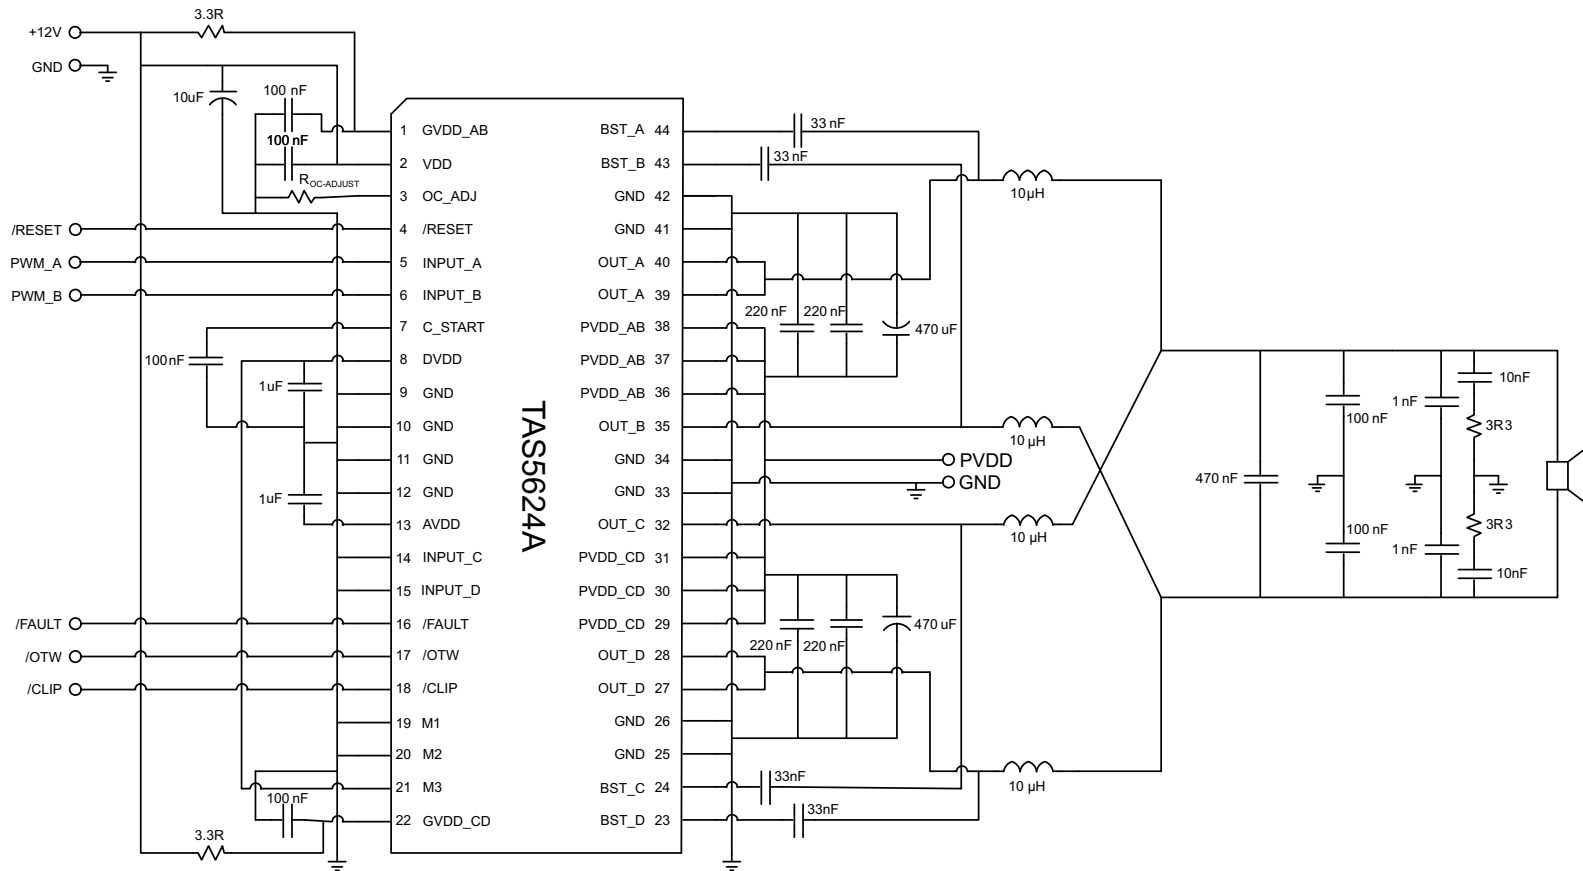 3.3R
+12V
GND
10uF
100 nF
100 nF
R OC-ADJUST
/RESET
PWM_A
PWM_B
100 nF
1uF
1uF
/FAULT
/OTW
/CLIP
100 nF
3.3R
1 GVDD_AB
2 VDD
3 OC_ADJ
4 /RESET
5 INPUT_A
6 INPUT_B
7 C_START
8 DVDD
9 GND
10 GND
11 GND
12 GND
13 AVDD
14 INPUT_C
15 INPUT_D
16 /FAULT
17 /OTW
18 /CLIP
19 M1
20 M2
21 M3
22 GVDD_CD
TAS5624A
BST_A 44
BST_B 43
GND 42
GND 41
OUT_A 40
OUT_A 39
PVDD_AB 38
PVDD_AB 37
PVDD_AB 36
OUT_B 35
GND 34
GND 33
OUT_C 32
PVDD_CD 31
PVDD_CD 30
PVDD_CD 29
OUT_D 28
OUT_D 27
GND 26
GND 25
BST_C 24
BST_D 23
33 nF
33 nF
10 µH
220 nF
220 nF
470 uF
10 µH
PVDD
GND
10 µH
470 uF
220 nF
220 nF
33nF
10 µH
33nF
470 nF
100 nF
100 nF
1 nF
1 nF
10nF
3R3
3R3
10nF